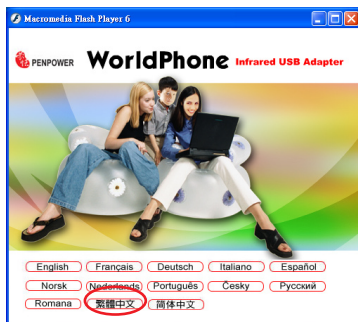 Macromedia Flash Player 6
PENPOWER WorldPhone Infrared USB Adapter
English Français Deutsch Italiano Español
Norsk Nederlands Português Česky Русский
Romana 繁體中文 简体中文